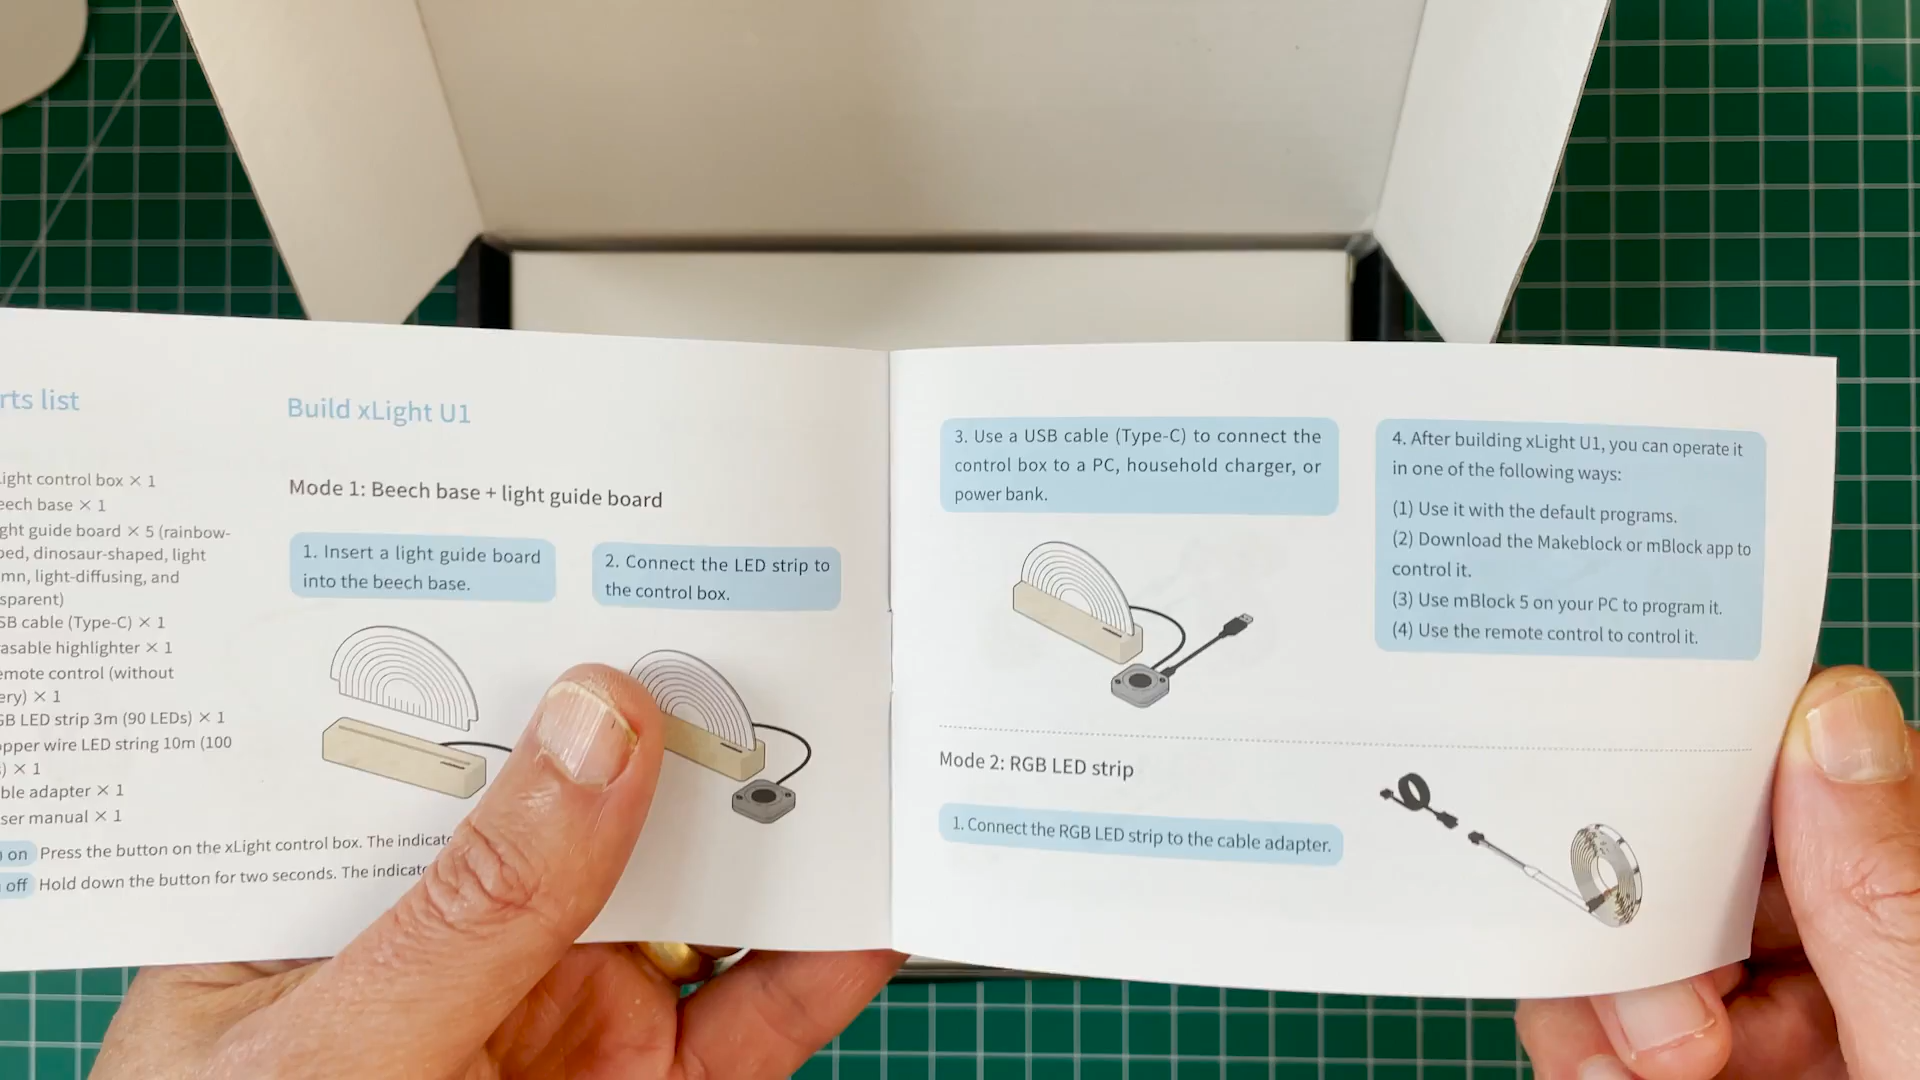 rts list
ight control box × 1
eech base × 1
ght guide board × 5 (rainbow-
ped, dinosaur-shaped, light
mn, light-diffusing, and
sparent)
SB cable (Type-C) × 1
asable highlighter × 1
emote control (without
ery) × 1
GB LED strip 3m (90 LEDs) × 1
pper wire LED string 10m (100
) × 1
ble adapter × 1
ser manual × 1
on Press the button on the xLight control box. The indicat
off Hold down the button for two seconds. The indicat
Build xLight U1
Mode 1: Beech base + light guide board
1. Insert a light guide board
into the beech base.
2. Connect the LED strip to
the control box.
3. Use a USB cable (Type-C) to connect the
control box to a PC, household charger, or
power bank.
4. After building xLight U1, you can operate it
in one of the following ways:
(1) Use it with the default programs.
(2) Download the Makeblock or mBlock app to
control it.
(3) Use mBlock 5 on your PC to program it.
(4) Use the remote control to control it.
Mode 2: RGB LED strip
1. Connect the RGB LED strip to the cable adapter.